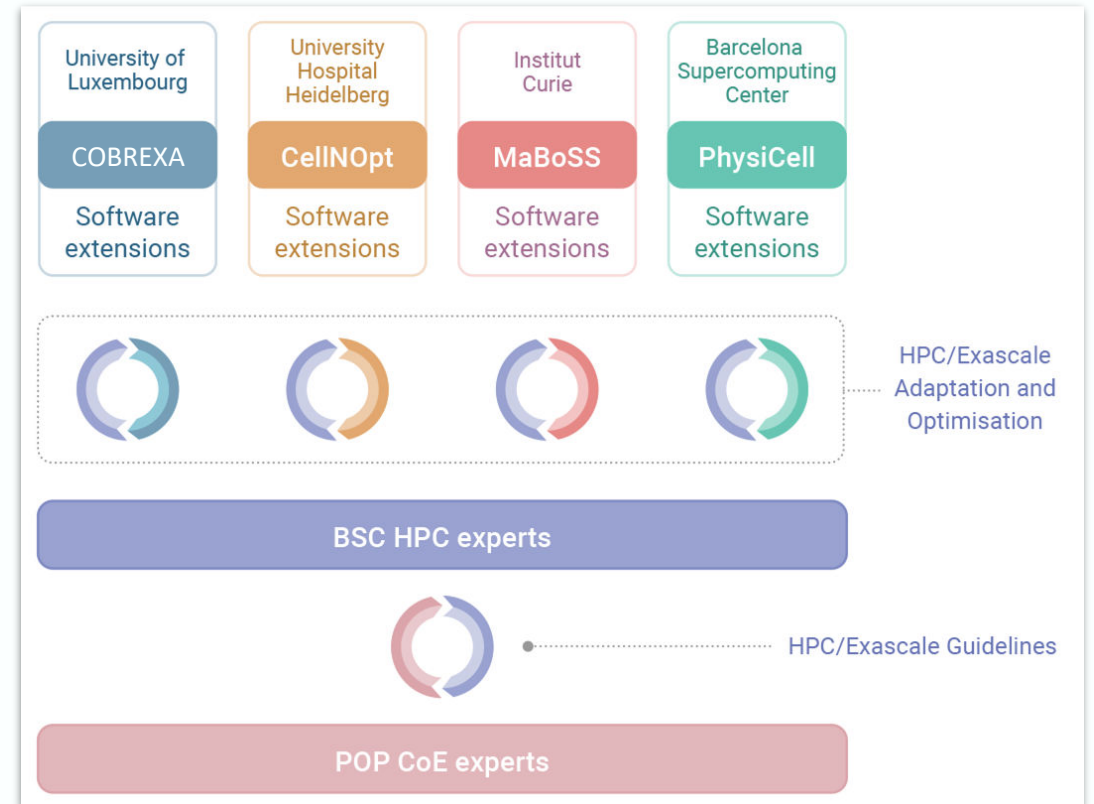 University of
Luxembourg
COBREXA
Software
extensions
University
Hospital
Heidelberg
CellNOpt
Software
extensions
Institut
Curie
MaBoSS
Software
extensions
Barcelona
Supercomputing
Center
PhysiCell
Software
extensions
HPC/Exascale
Adaptation and
Optimisation
BSC HPC experts
HPC/Exascale Guidelines
POP CoE experts